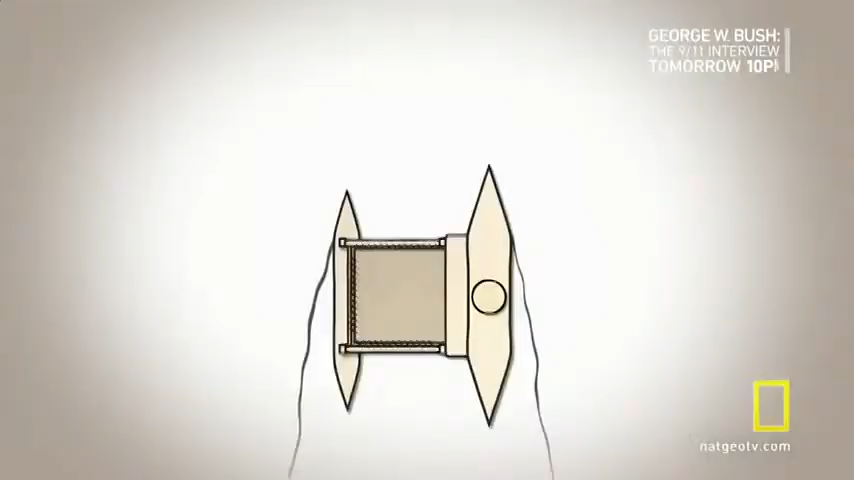 GEORGE W. BUSH:
THE 9/11 INTERVIEW
TOMORROW 10P
natgeotv.com